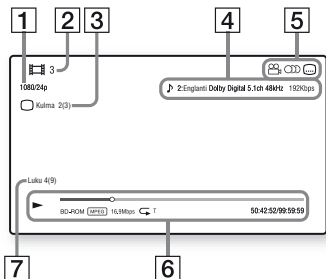 1 2 3 4 5
3
1080/24p
2:Englanti Dolby Digital 5.1ch 48kHz 192Kbps
Kulma 2(3)
Luku 4(9)
BD-ROM MPEG 16.9Mbps T 50:42:52/99:59:59
7 6